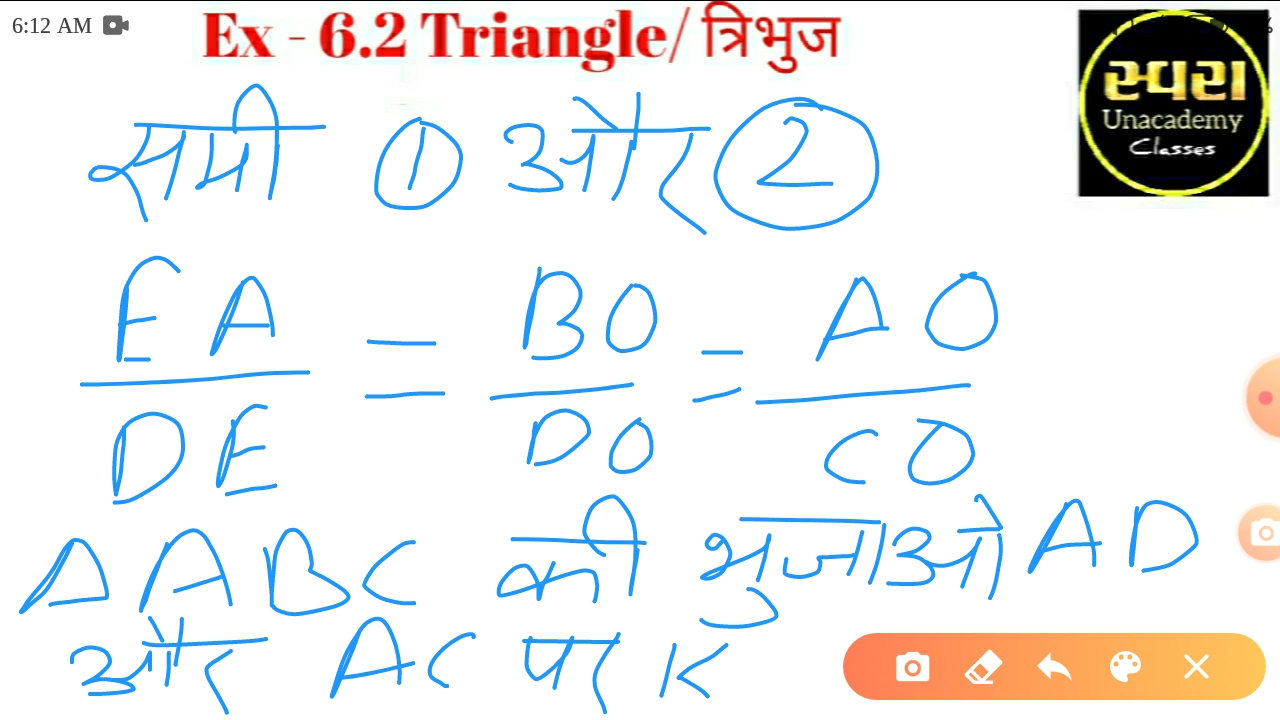 6:12 AM
Ex - 6.2 Triangle/ त्रिभुज
स्परा
Unacademy
Classes
समी ① और ②
EA/DE = BO/DO = AO/CO
ΔABC की भुजाओ AD
और AC पर K